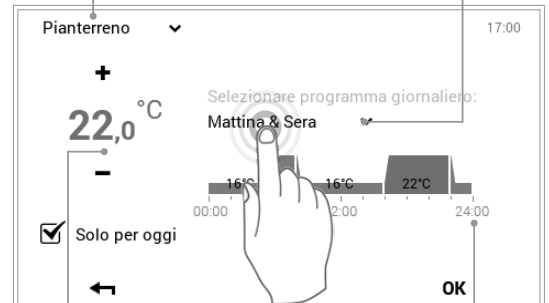 Pianterreno
17:00
+
22,0 °C
−
Selezionare programma giornaliero:
Mattina & Sera
16°C 16°C 22°C
00:00 24:00
Solo per oggi
OK